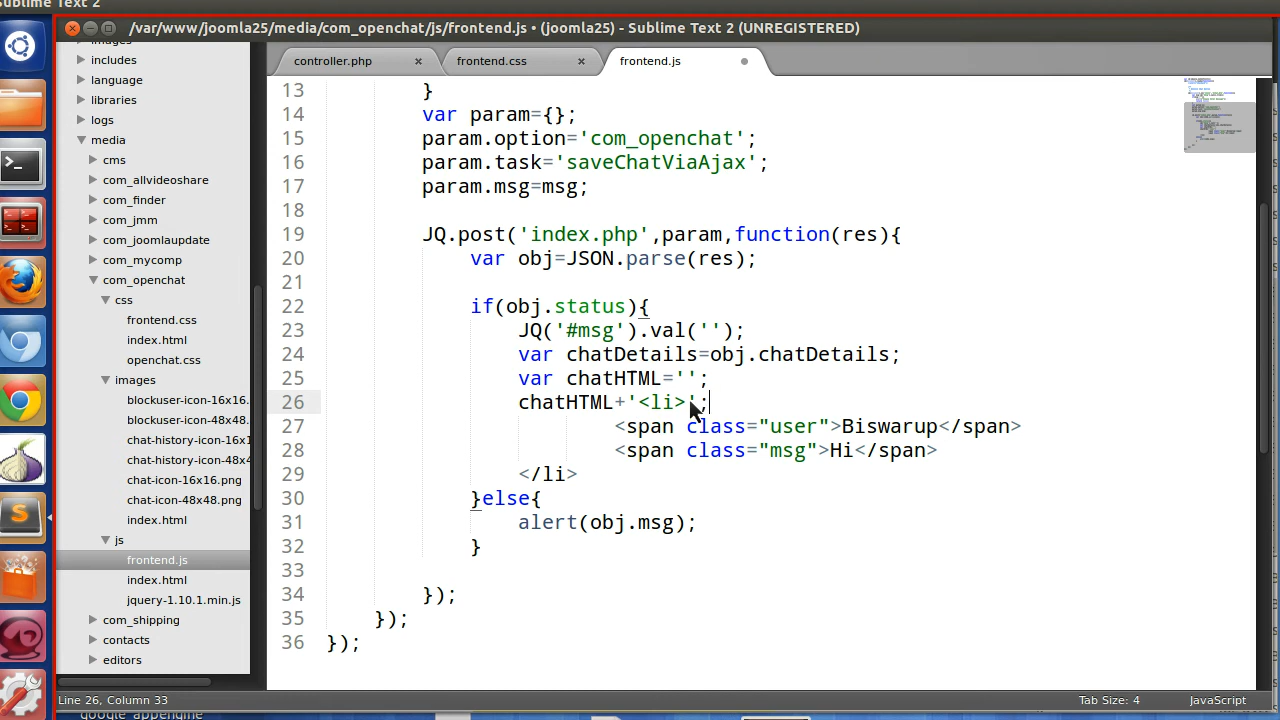 Sublime Text 2
/var/www/joomla25/media/com_openchat/js/frontend.js • (joomla25) - Sublime Text 2 (UNREGISTERED)
images
includes
language
libraries
logs
media
cms
com_allvideoshare
com_finder
com_jmm
com_joomlaupdate
com_mycomp
com_openchat
css
frontend.css
index.html
openchat.css
images
blockuser-icon-16x16.
blockuser-icon-48x48.
chat-history-icon-16x1
chat-history-icon-48x4
chat-icon-16x16.png
chat-icon-48x48.png
index.html
js
frontend.js
index.html
jquery-1.10.1.min.js
com_shipping
contacts
editors
controller.php × frontend.css × frontend.js
13 }
14 var param={};
15 param.option='com_openchat';
16 param.task='saveChatViaAjax';
17 param.msg=msg;
18
19 JQ.post('index.php',param,function(res){
20 var obj=JSON.parse(res);
21
22 if(obj.status){
23 JQ('#msg').val('');
24 var chatDetails=obj.chatDetails;
25 var chatHTML='';
26 chatHTML+'<li>';
27 <span class="user">Biswarup</span>
28 <span class="msg">Hi</span>
29 </li>
30 }else{
31 alert(obj.msg);
32 }
33
34 });
35 });
36 });
Line 26, Column 33
Tab Size: 4
JavaScript
google appengine